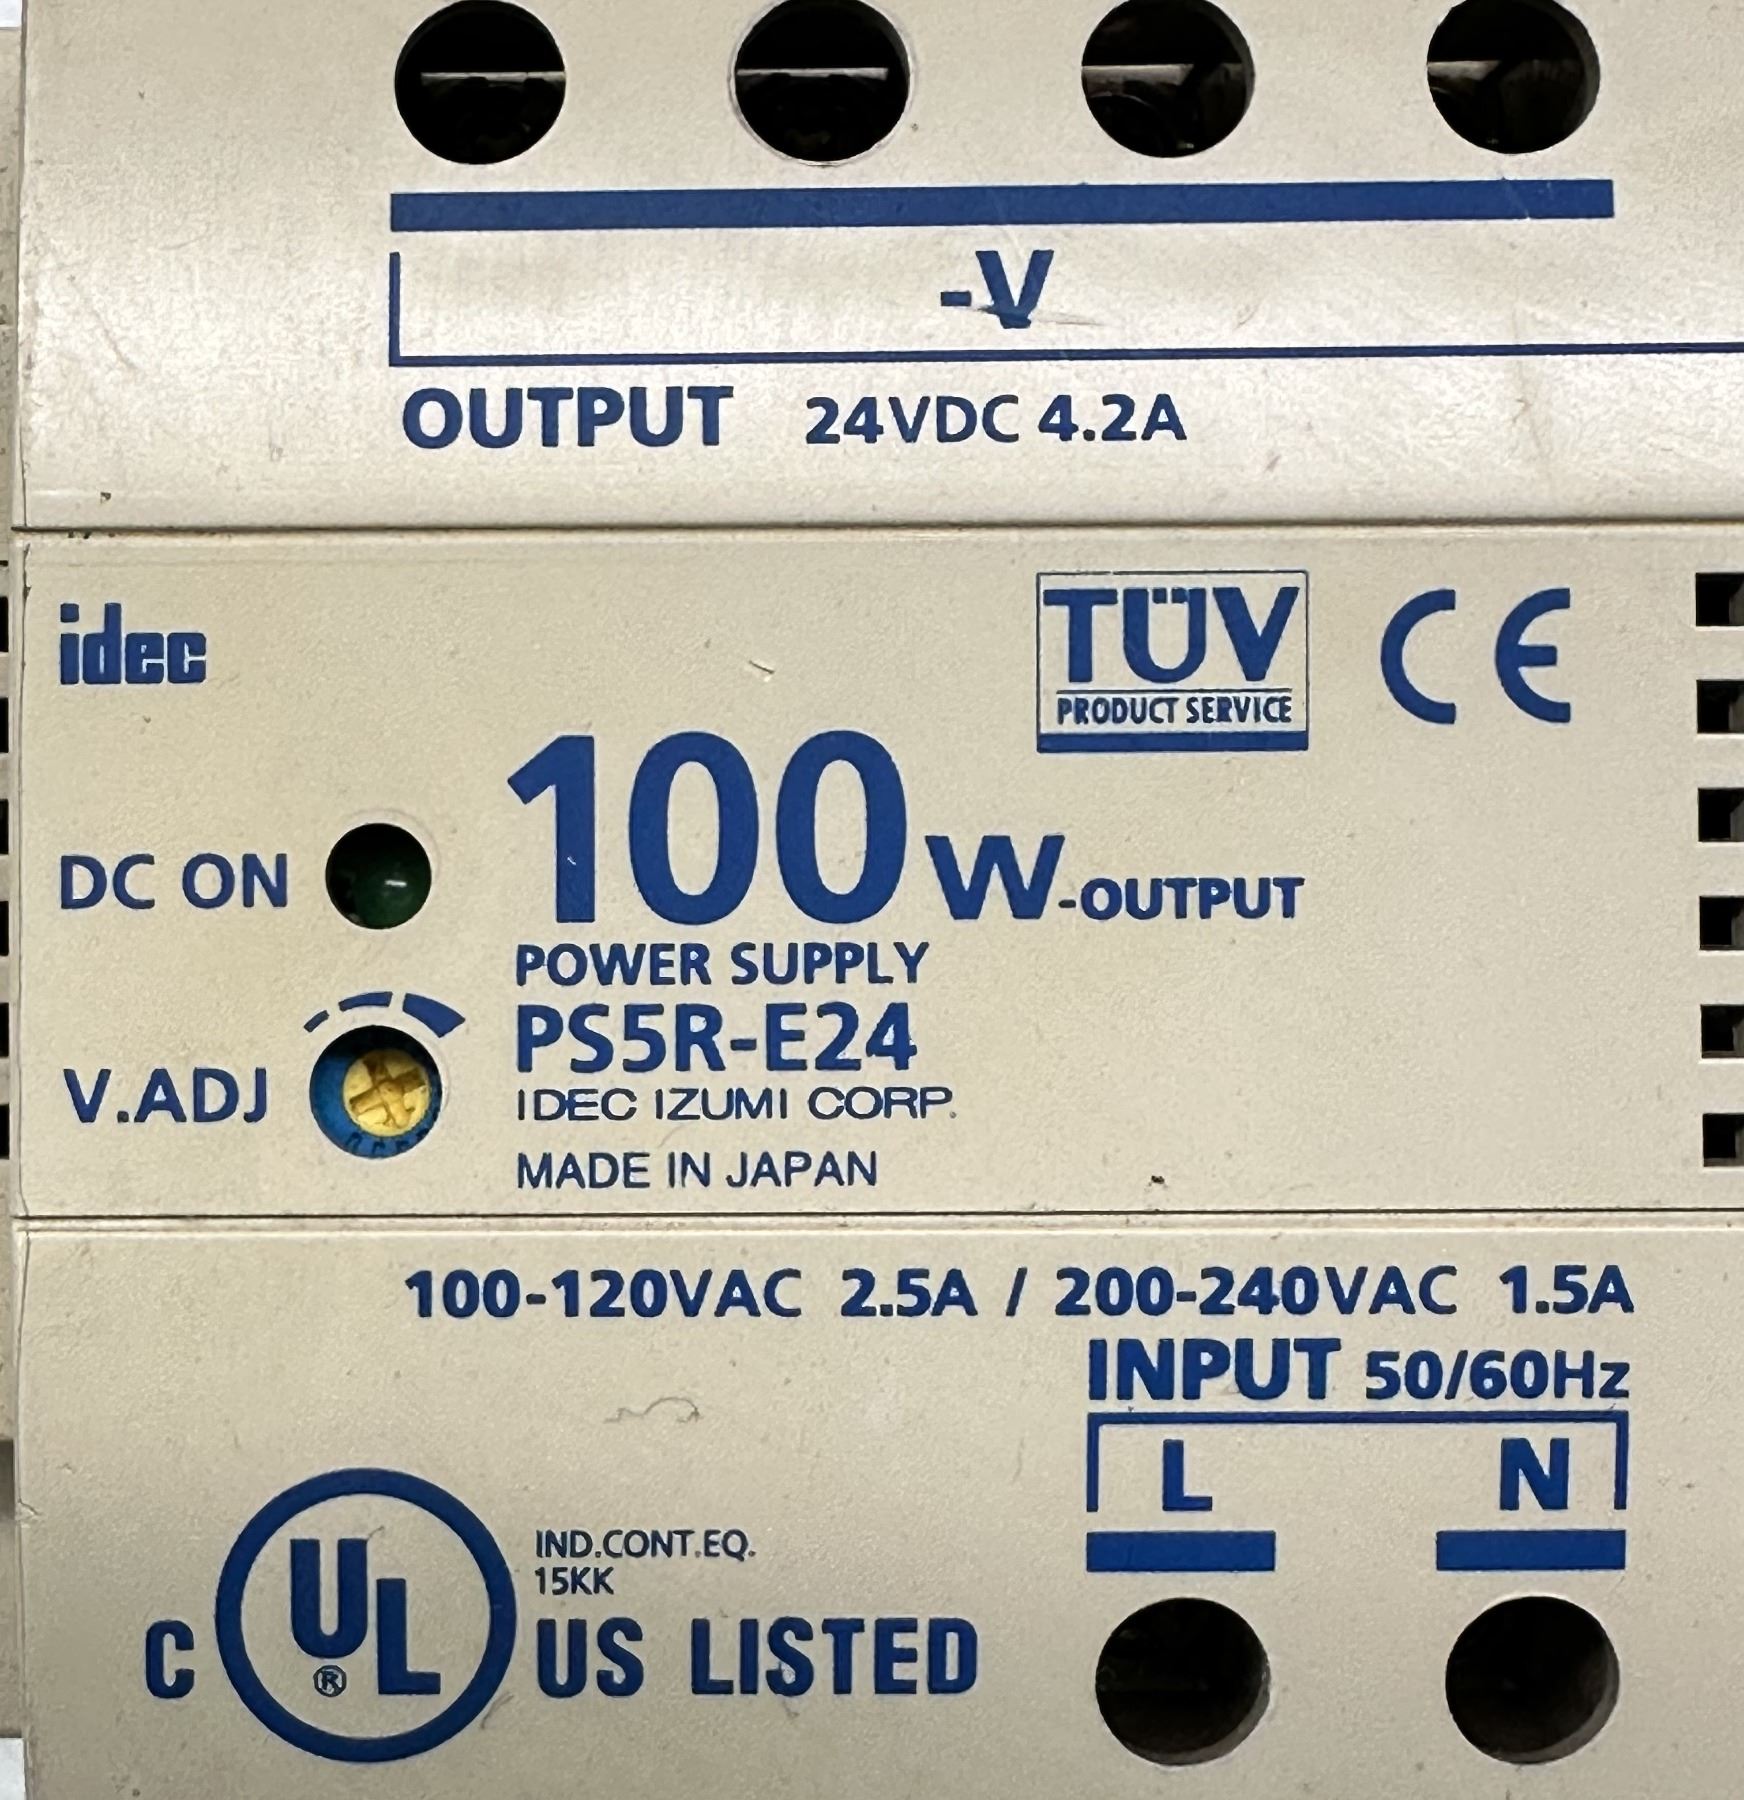 -V
OUTPUT 24VDC 4.2A
idec
TÜV
PRODUCT SERVICE
CE
100W-OUTPUT
DC ON
POWER SUPPLY
PS5R-E24
V.ADJ
IDEC IZUMI CORP.
MADE IN JAPAN
100-120VAC 2.5A / 200-240VAC 1.5A
INPUT 50/60Hz
L N
IND.CONT.EQ.
15KK
C UL® US LISTED